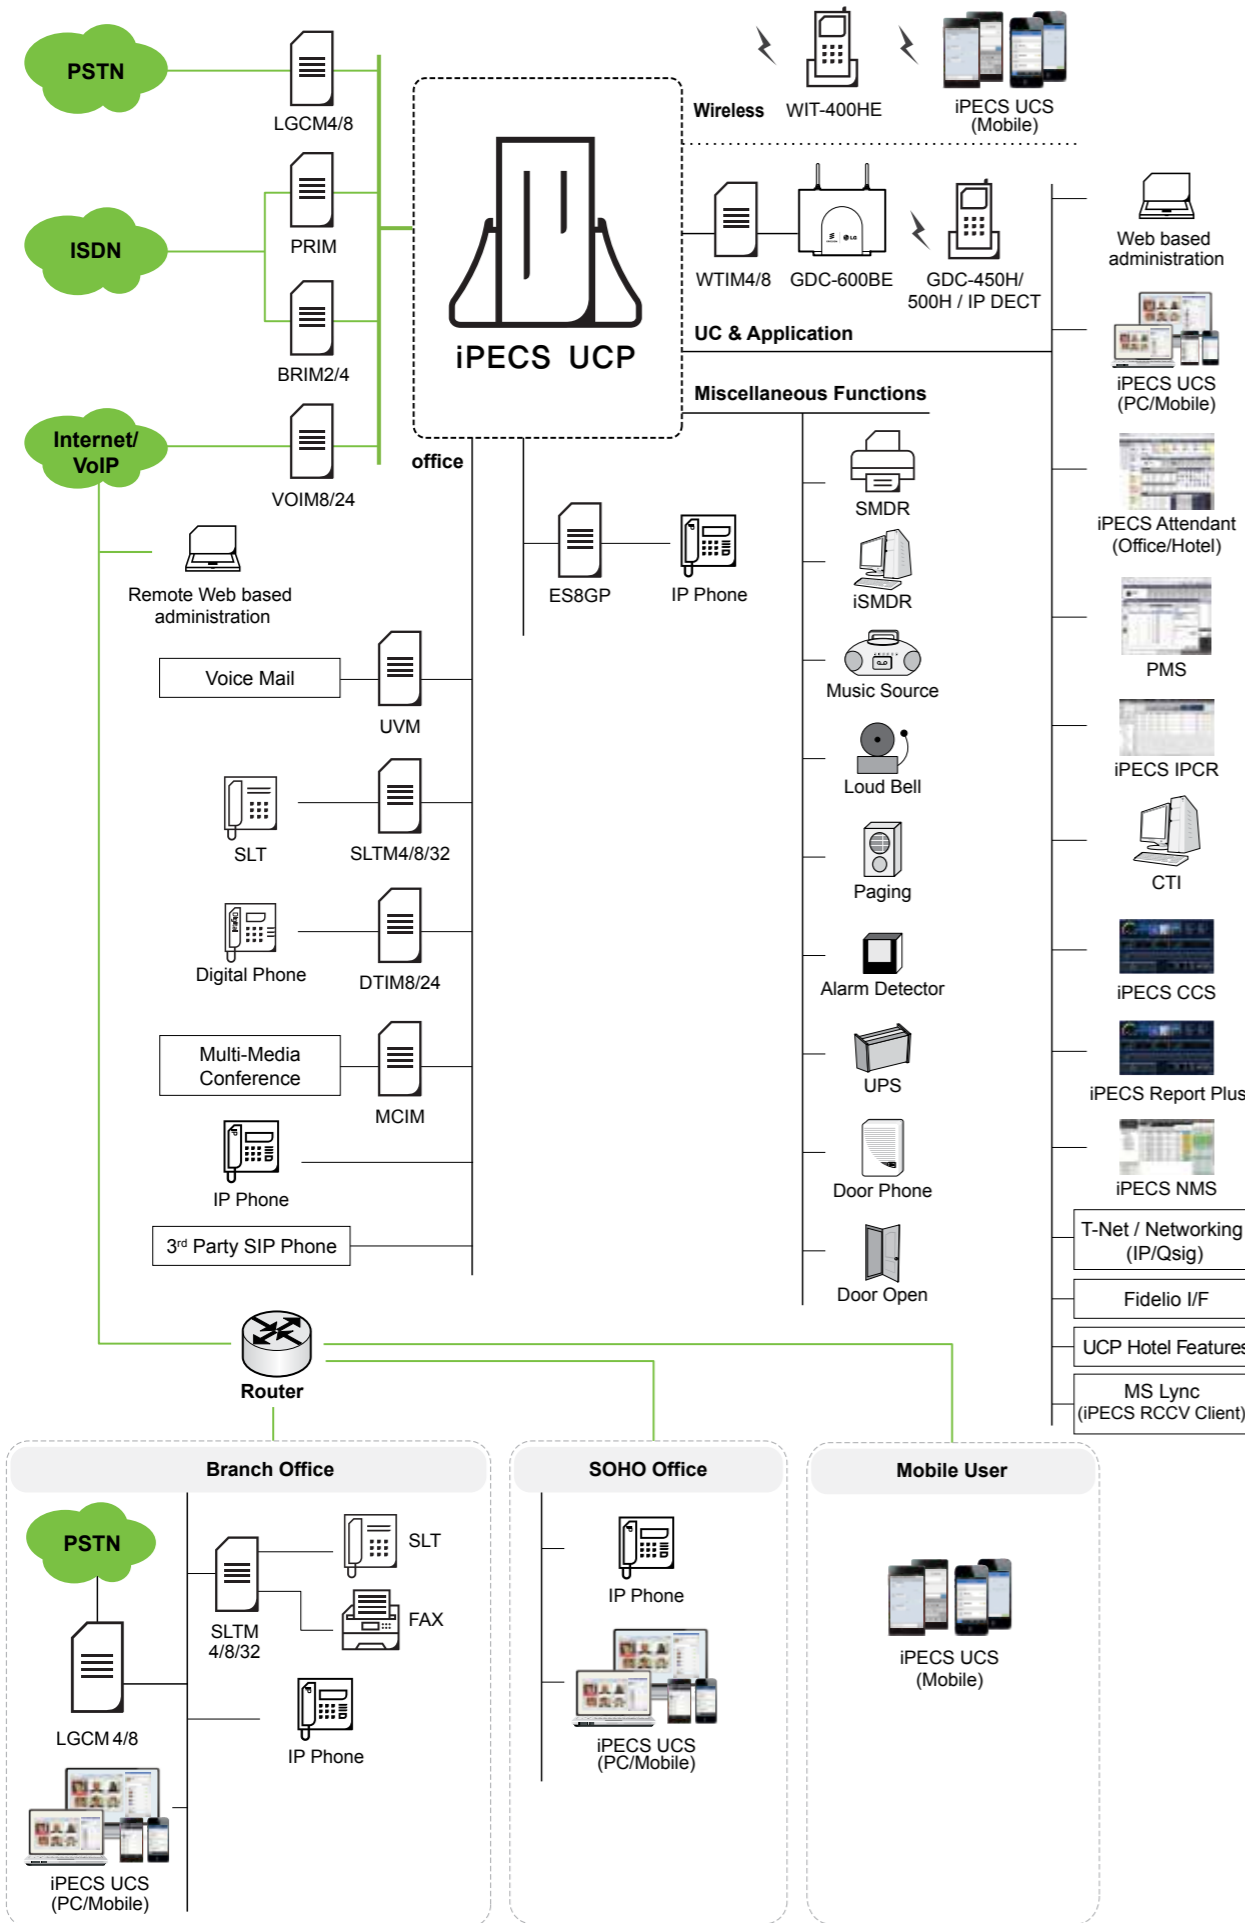 PSTN
LGCM4/8
ISDN
PRIM
BRIM2/4
Internet/
VoIP
VOIM8/24
Remote Web based
administration
iPECS UCP
Wireless
WIT-400HE
iPECS UCS
(Mobile)
WTIM4/8
GDC-600BE
GDC-450H/
500H / IP DECT
UC & Application
Miscellaneous Functions
office
ES8GP
IP Phone
Voice Mail
UVM
SLT
SLTM4/8/32
Digital Phone
DTIM8/24
Multi-Media
Conference
MCIM
IP Phone
3rd Party SIP Phone
SMDR
iSMDR
Music Source
Loud Bell
Paging
Alarm Detector
UPS
Door Phone
Door Open
Web based
administration
iPECS UCS
(PC/Mobile)
iPECS Attendant
(Office/Hotel)
PMS
iPECS IPCR
CTI
iPECS CCS
iPECS Report Plus
iPECS NMS
T-Net / Networking
(IP/Qsig)
Fidelio I/F
UCP Hotel Features
MS Lync
(iPECS RCCV Client)
Router
Branch Office
PSTN
LGCM 4/8
SLTM
4/8/32
SLT
FAX
IP Phone
iPECS UCS
(PC/Mobile)
SOHO Office
IP Phone
iPECS UCS
(PC/Mobile)
Mobile User
iPECS UCS
(Mobile)